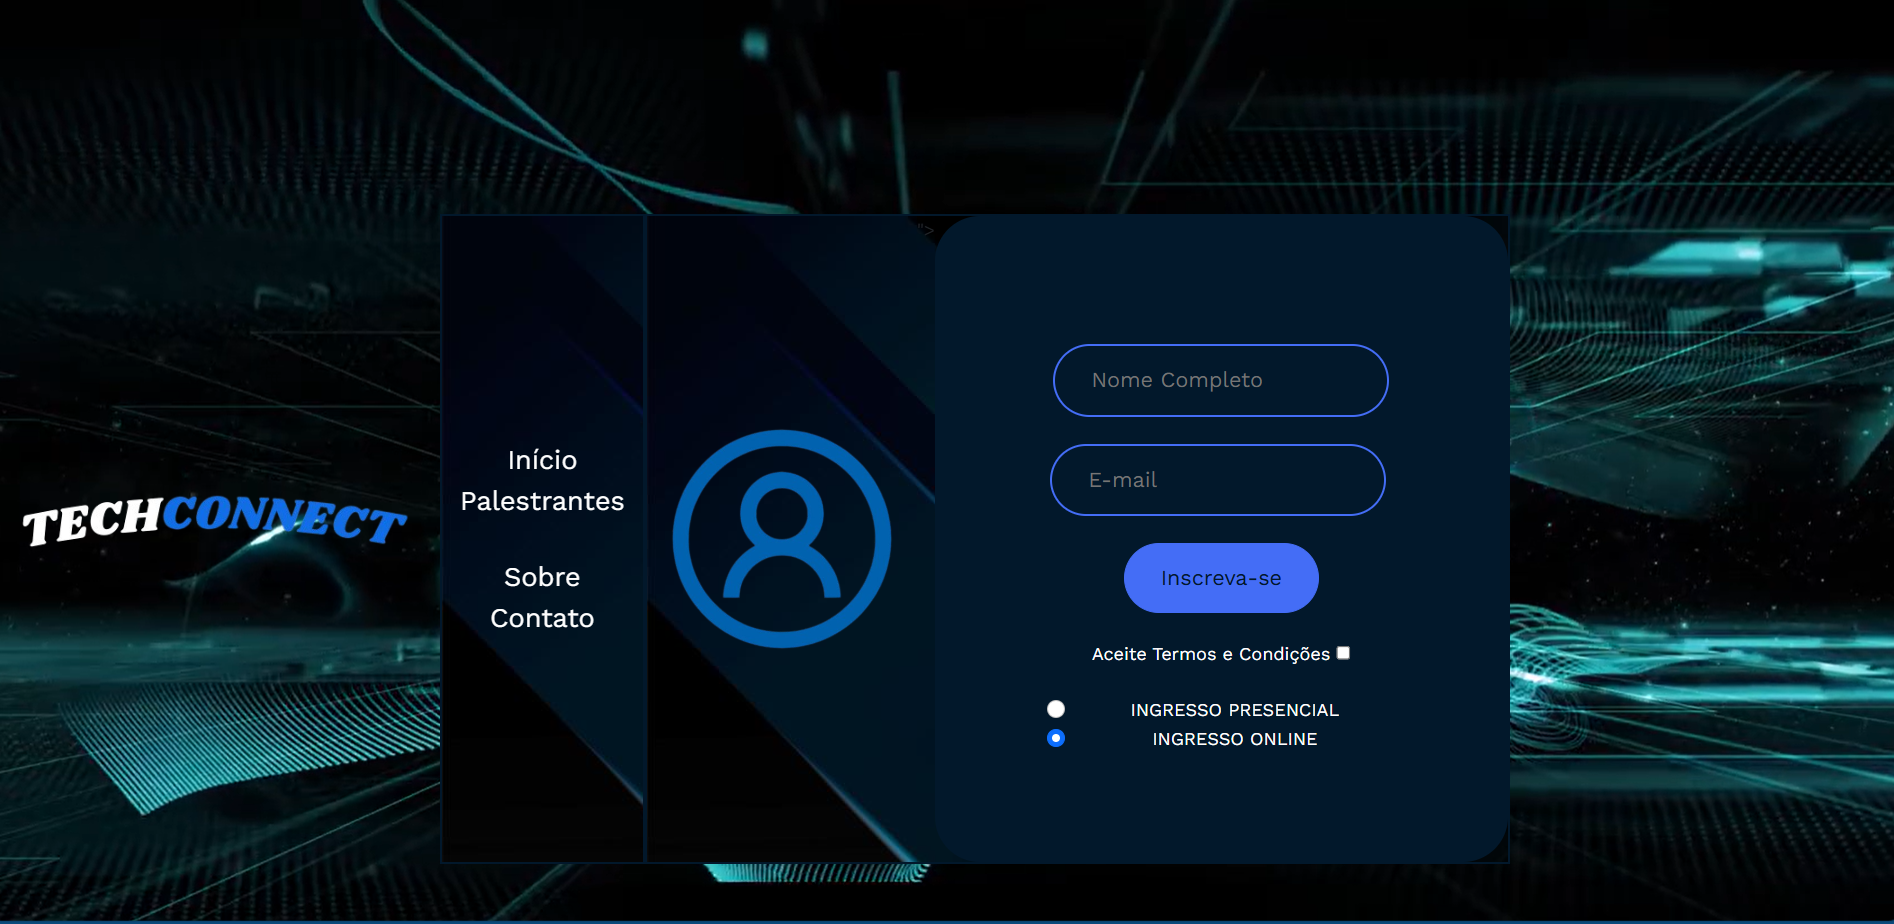 TECHCONNECT
Início
Palestrantes
Sobre
Contato
">
Nome Completo
E-mail
Inscreva-se
Aceite Termos e Condições
INGRESSO PRESENCIAL
INGRESSO ONLINE